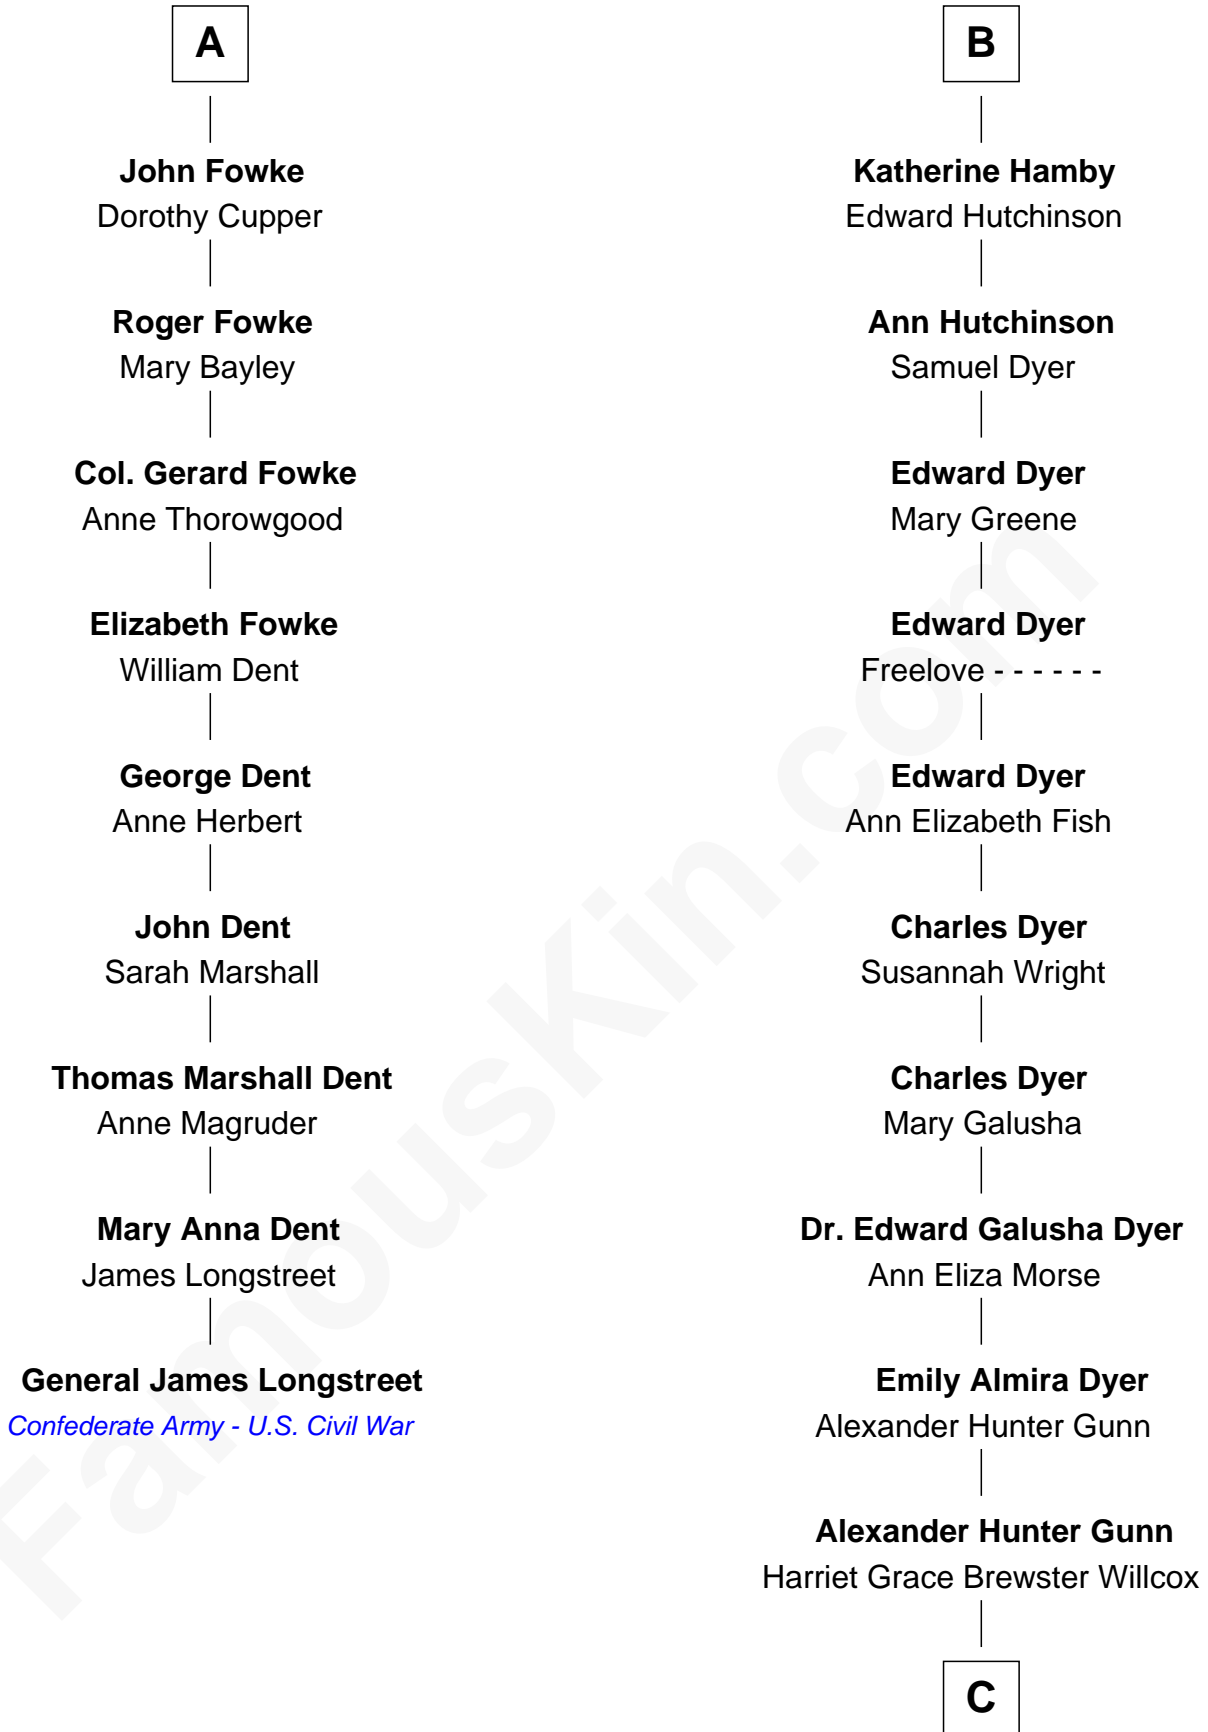 A
John Fowke
Dorothy Cupper
Roger Fowke
Mary Bayley
Col. Gerard Fowke
Anne Thorowgood
Elizabeth Fowke
William Dent
George Dent
Anne Herbert
John Dent
Sarah Marshall
Thomas Marshall Dent
Anne Magruder
Mary Anna Dent
James Longstreet
General James Longstreet
Confederate Army - U.S. Civil War
B
Katherine Hamby
Edward Hutchinson
Ann Hutchinson
Samuel Dyer
Edward Dyer
Mary Greene
Edward Dyer
Freelove - - - - - -
Edward Dyer
Ann Elizabeth Fish
Charles Dyer
Susannah Wright
Charles Dyer
Mary Galusha
Dr. Edward Galusha Dyer
Ann Eliza Morse
Emily Almira Dyer
Alexander Hunter Gunn
Alexander Hunter Gunn
Harriet Grace Brewster Willcox
C
FamousKin.com